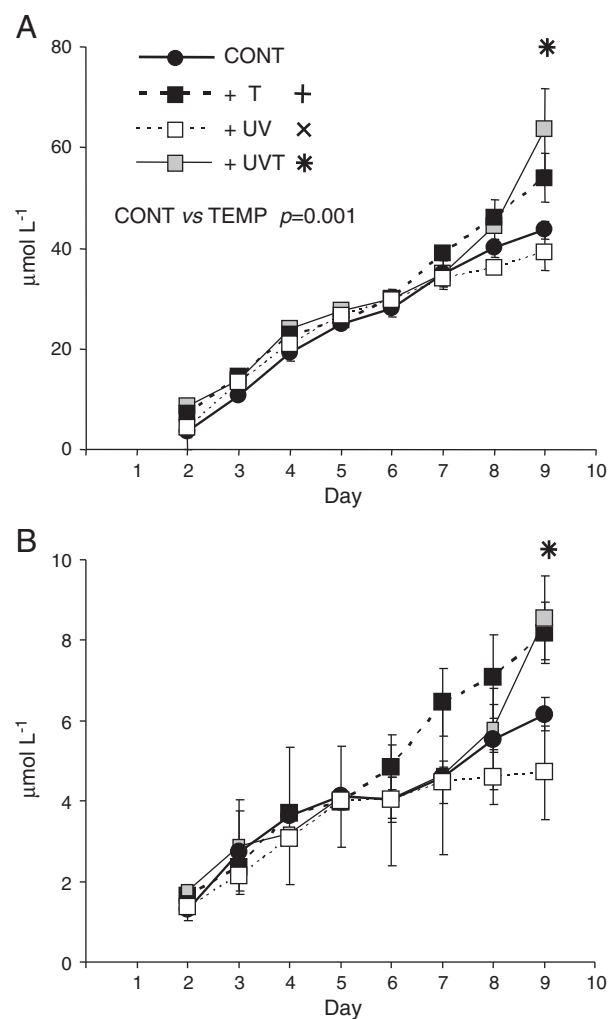 A
80
60
40
20
0
µmol L⁻¹
CONT
+ T +
+ UV ×
+ UVT *
CONT vs TEMP p=0.001
*
1 2 3 4 5 6 7 8 9 10
Day
B
10
8
6
4
2
0
µmol L⁻¹
*
1 2 3 4 5 6 7 8 9 10
Day